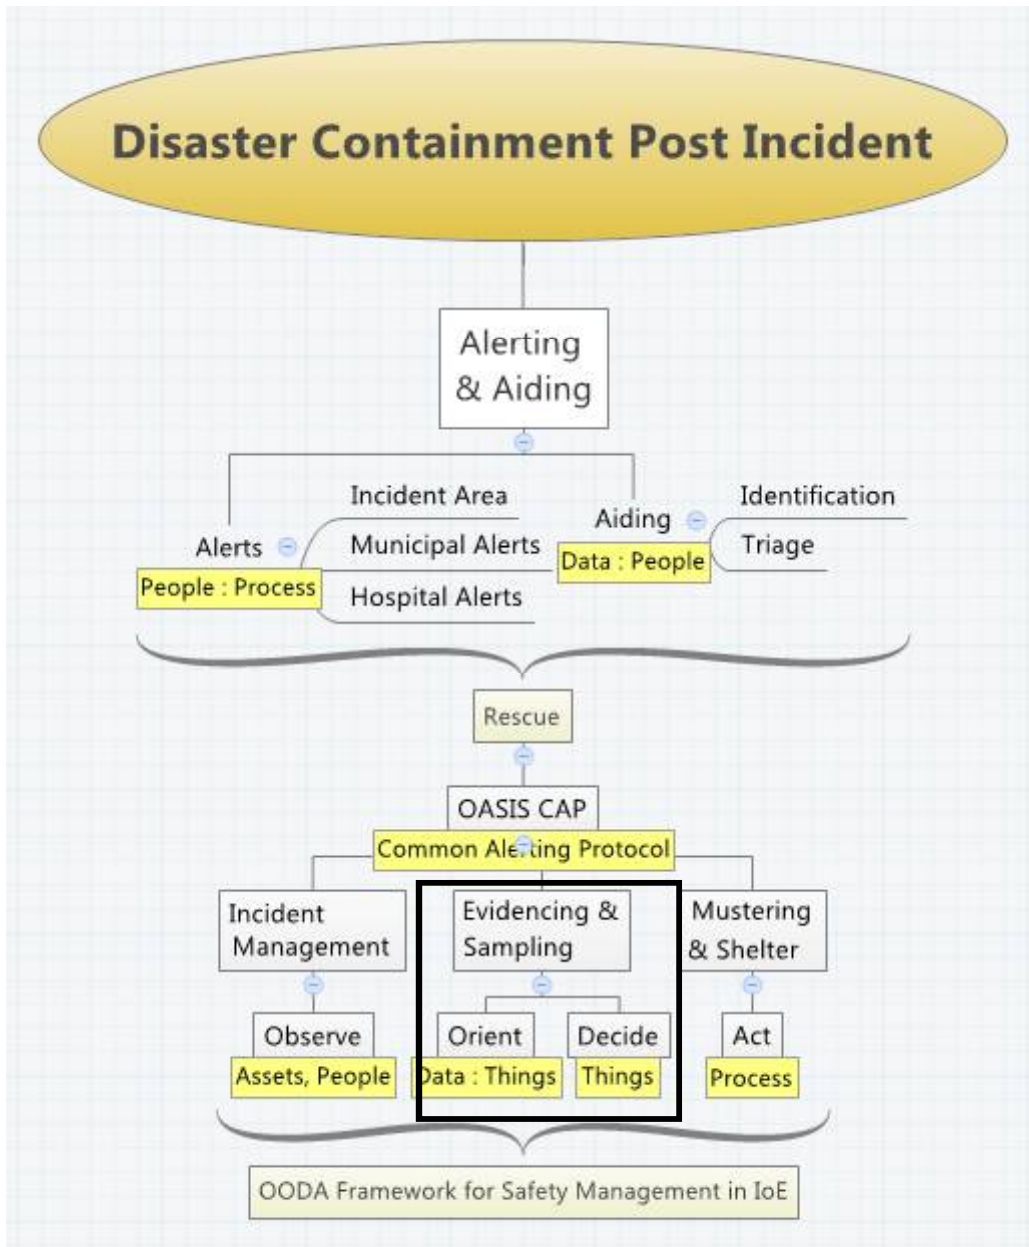 Disaster Containment Post Incident
Alerting
& Aiding
Alerts
People : Process
Incident Area
Municipal Alerts
Hospital Alerts
Aiding
Data : People
Identification
Triage
Rescue
OASIS CAP
Common Alerting Protocol
Incident
Management
Observe
Assets, People
Evidencing &
Sampling
Orient
Data : Things
Decide
Things
Mustering
& Shelter
Act
Process
OODA Framework for Safety Management in IoE